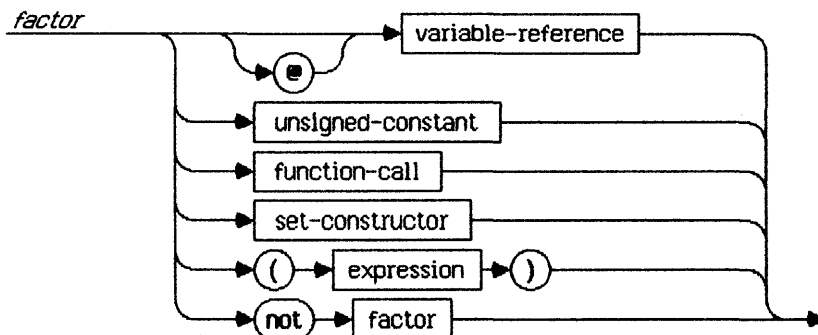 factor
variable-reference
@
unsigned-constant
function-call
set-constructor
( expression )
not factor